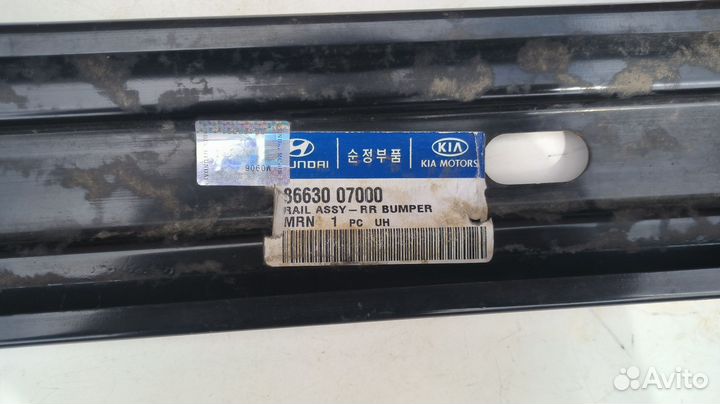 HYUNDAI
순정부품
KIA
KIA MOTORS
86630 07000
RAIL ASSY-RR BUMPER
MRN 1 PC UH
M0906
Avito